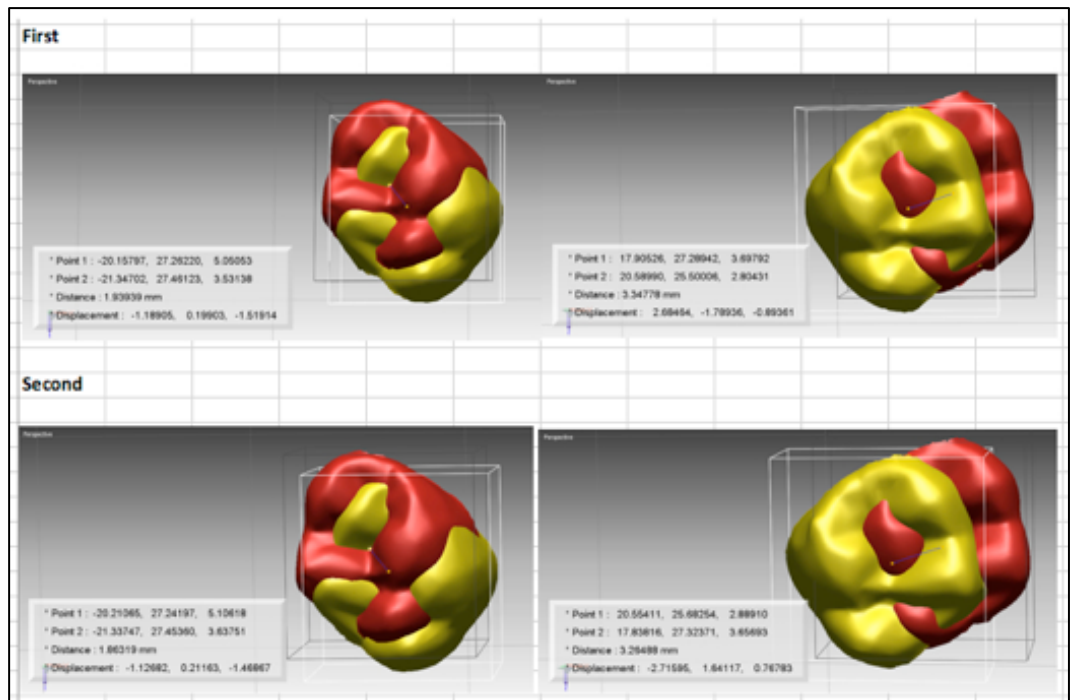 First
Perspective
* Point 1 : -20.15797, 27.26220, 5.05053
* Point 2 : -21.34702, 27.46123, 3.53138
* Distance : 1.93939 mm
* Displacement : -1.18905, 0.19903, -1.51914
Perspective
* Point 1 : 17.90526, 27.28942, 3.69792
* Point 2 : 20.58990, 25.50006, 2.80431
* Distance : 3.34778 mm
* Displacement : 2.68464, -1.78936, -0.89361
Second
Perspective
* Point 1 : -20.21065, 27.24197, 5.10618
* Point 2 : -21.33747, 27.45360, 3.63751
* Distance : 1.86319 mm
* Displacement : -1.12682, 0.21163, -1.46867
Perspective
* Point 1 : 20.55411, 25.68254, 2.88910
* Point 2 : 17.83816, 27.32371, 3.65693
* Distance : 3.26488 mm
* Displacement : -2.71595, 1.64117, 0.76783